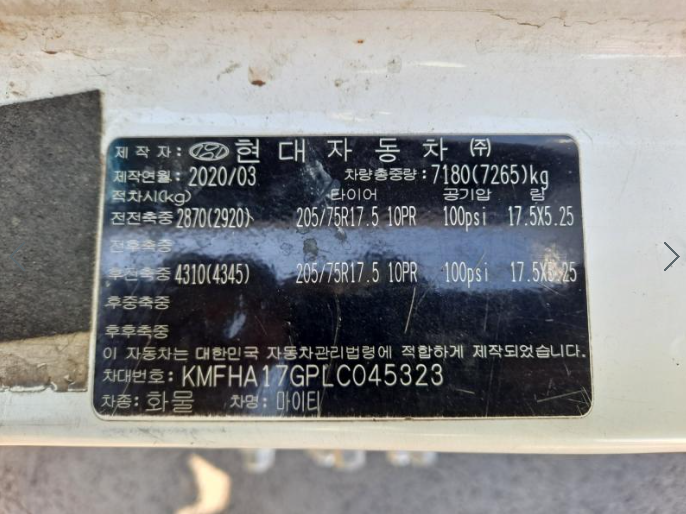 제작자: 현대자동차 ㈜
제작연월: 2020/03 차량총중량: 7180(7265)kg
적차시(kg) 타이어 공기압 림
전전축중 2870(2920) 205/75R17.5 10PR 100psi 17.5X5.25
전후축중
후전축중 4310(4345) 205/75R17.5 10PR 100psi 17.5X5.25
후중축중
후후축중
이 자동차는 대한민국 자동차관리법령에 적합하게 제작되었습니다.
차대번호: KMFHA17GPLC045323
차종: 화물 차명: 마이티